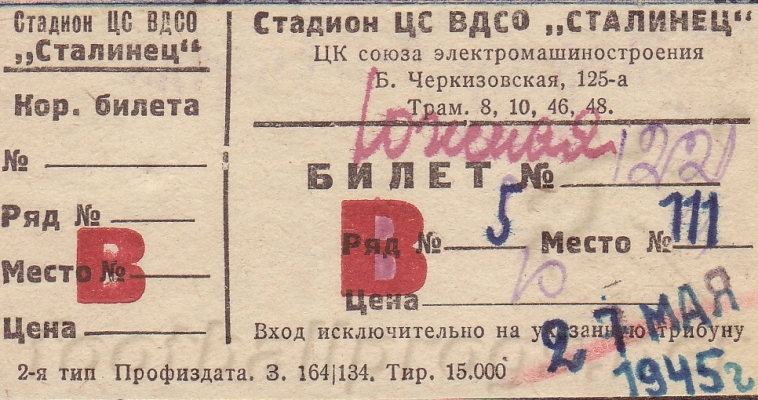 Стадион ЦС ВДСО
„Сталинец“
Кор. билета
№
Ряд №
Место №
В
Цена
Стадион ЦС ВДСО „СТАЛИНЕЦ“
ЦК союза электромашиностроения
Б. Черкизовская, 125-а
Трам. 8, 10, 46, 48.
Южная
БИЛЕТ № 122
Ряд № 5 Место № 111
В
Цена
Вход исключительно на указанную трибуну
27 МАЯ
1945г
2-я тип Профиздата. З. 164|134. Тир. 15.000